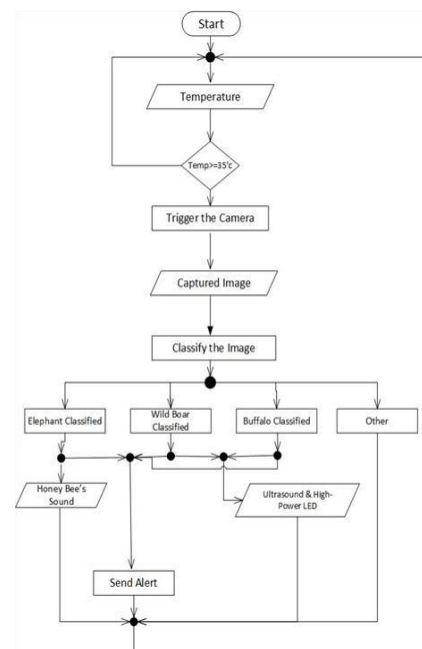 Start
Temperature
Temp>=35'c
Trigger the Camera
Captured Image
Classify the Image
Elephant Classified
Wild Boar
Classified
Buffalo Classified
Other
Honey Bee's
Sound
Ultrasound & High-
Power LED
Send Alert